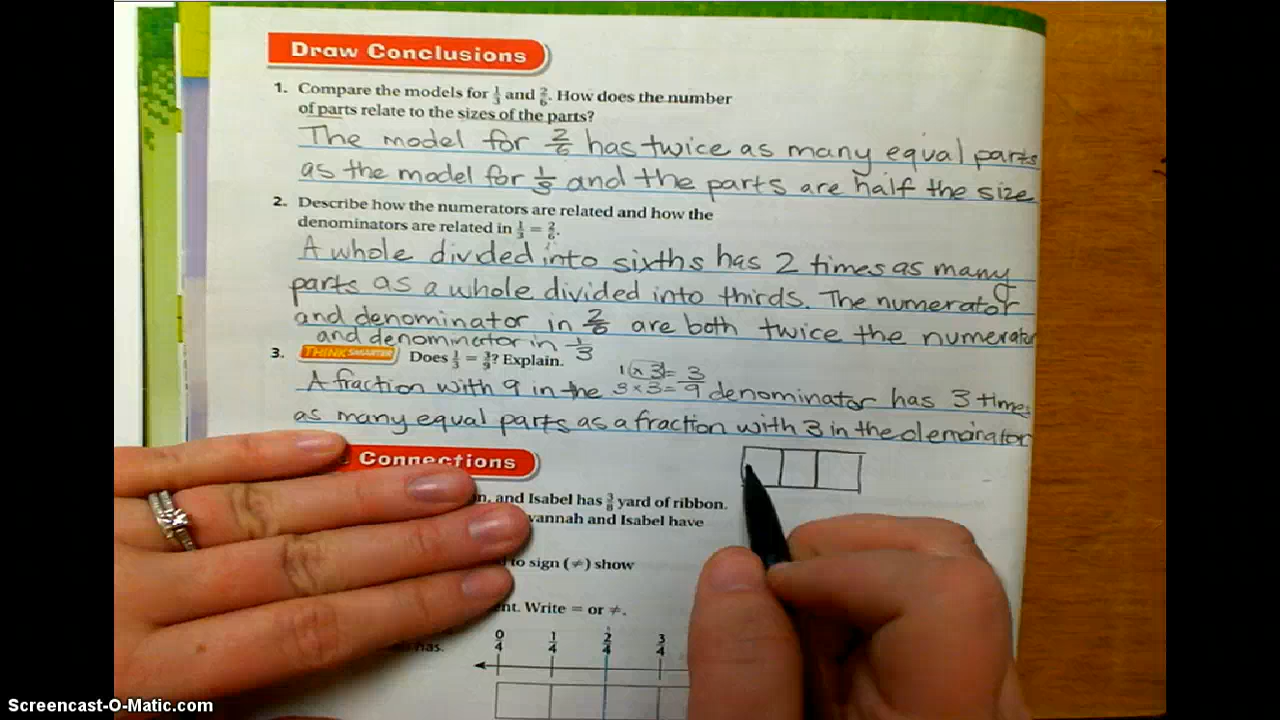 Draw Conclusions
1. Compare the models for 1/3 and 2/6. How does the number
of parts relate to the sizes of the parts?
The model for 2/6 has twice as many equal parts
as the model for 1/3 and the parts are half the size
2. Describe how the numerators are related and how the
denominators are related in 1/3 = 2/6.
A whole divided into sixths has 2 times as many
parts as a whole divided into thirds. The numerator
and denominator in 2/6 are both twice the numerator
and denominator in 1/3
3. THINK SMARTER Does 1/3 = 3/9? Explain.
1 × 3 = 3
3 × 3 = 9
A fraction with 9 in the denominator has 3 times
as many equal parts as a fraction with 3 in the demoinator
Connections
n, and Isabel has 3/8 yard of ribbon.
vannah and Isabel have
to sign (≠) show
nt. Write = or ≠.
has.
0/4 1/4 2/4 3/4
Screencast-O-Matic.com